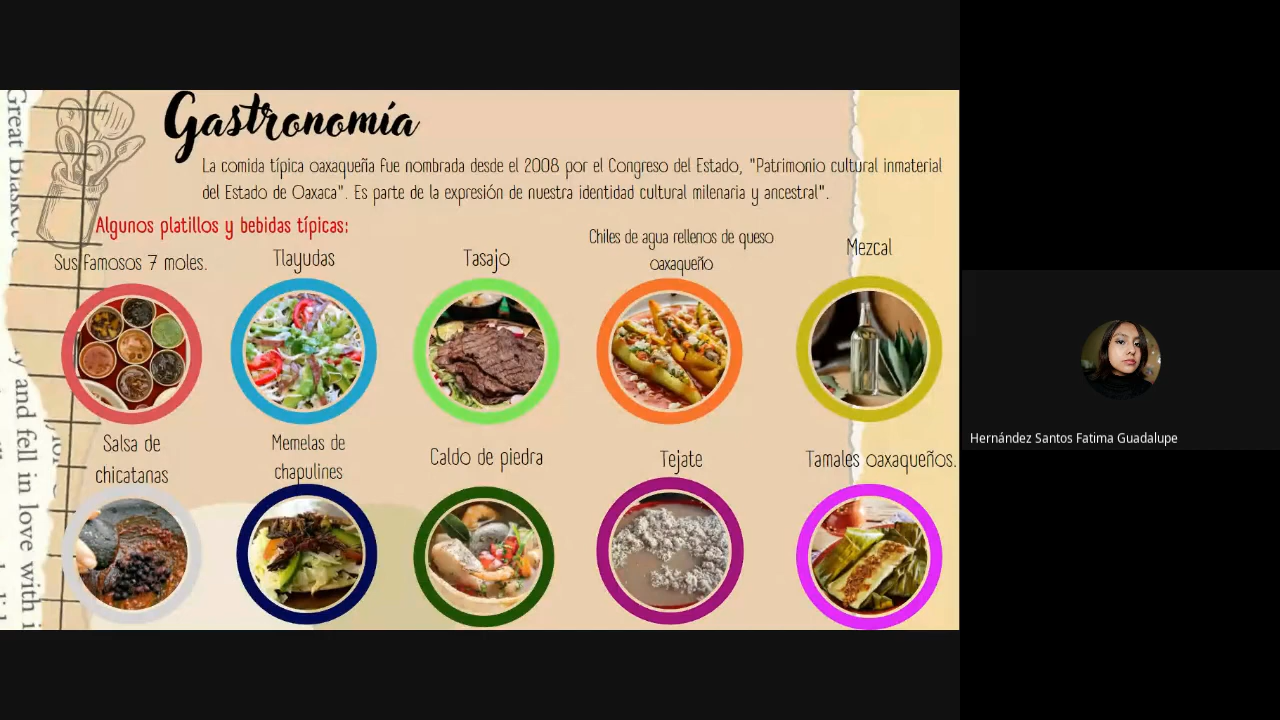 Gastronomía
La comida típica oaxaqueña fue nombrada desde el 2008 por el Congreso del Estado, "Patrimonio cultural inmaterial
del Estado de Oaxaca". Es parte de la expresión de nuestra identidad cultural milenaria y ancestral".
Algunos platillos y bebidas típicas:
Sus famosos 7 moles.
Tlayudas
Tasajo
Chiles de agua rellenos de queso
oaxaqueño
Mezcal
Salsa de
chicatanas
Memelas de
chapulines
Caldo de piedra
Tejate
Tamales oaxaqueños.
Great
y and fell in love with
Hernández Santos Fatima Guadalupe